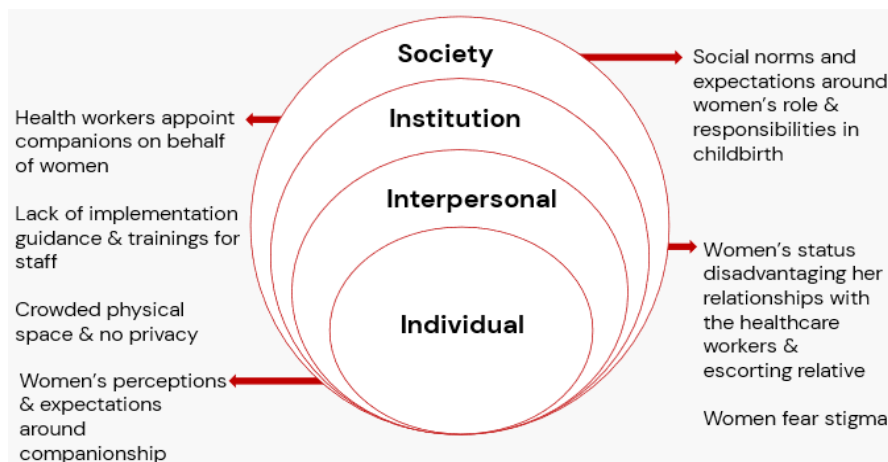 Society
Institution
Interpersonal
Individual
Health workers appoint
companions on behalf
of women
Lack of implementation
guidance & trainings for
staff
Crowded physical
space & no privacy
Women's perceptions
& expectations
around
companionship
Social norms and
expectations around
women's role &
responsibilities in
childbirth
Women's status
disadvantaging her
relationships with
the healthcare
workers &
escorting relative
Women fear stigma